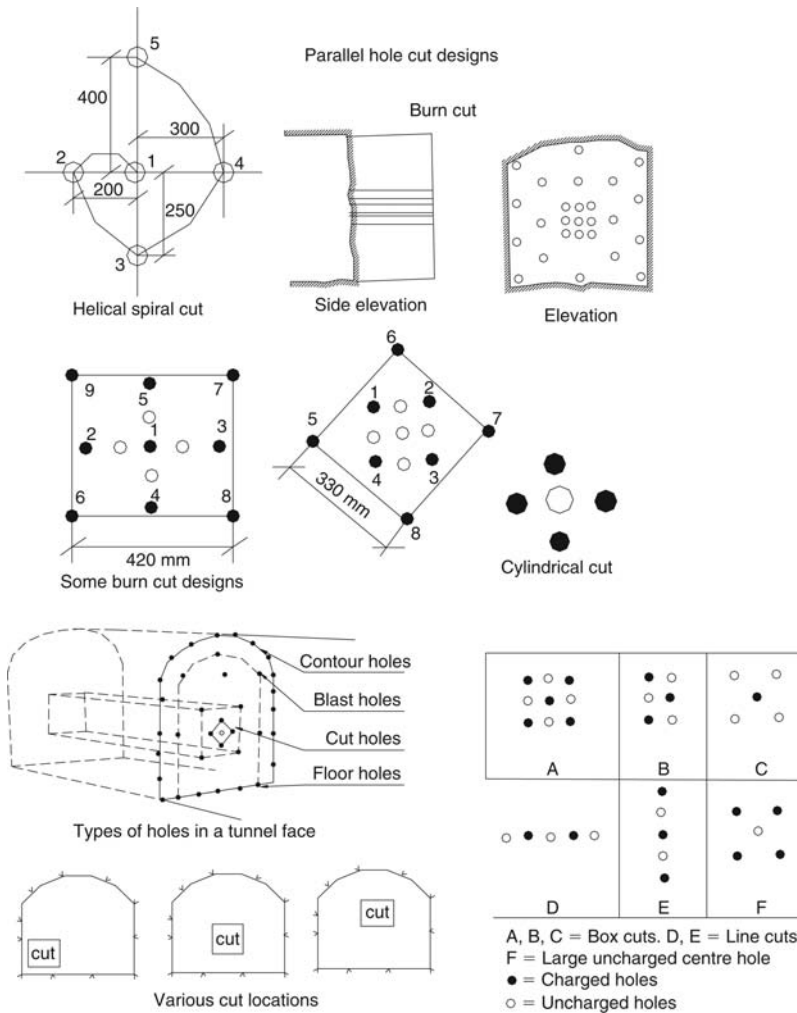 Parallel hole cut designs
5
400
300
2
1
4
200
250
3
Helical spiral cut
Burn cut
Side elevation
Elevation
9
5
7
2
1
3
6
4
8
420 mm
Some burn cut designs
6
1
2
5
7
4
3
330 mm
8
Cylindrical cut
Contour holes
Blast holes
Cut holes
Floor holes
Types of holes in a tunnel face
cut
cut
cut
Various cut locations
A
B
C
D
E
F
A, B, C = Box cuts. D, E = Line cuts
F = Large uncharged centre hole
● = Charged holes
○ = Uncharged holes